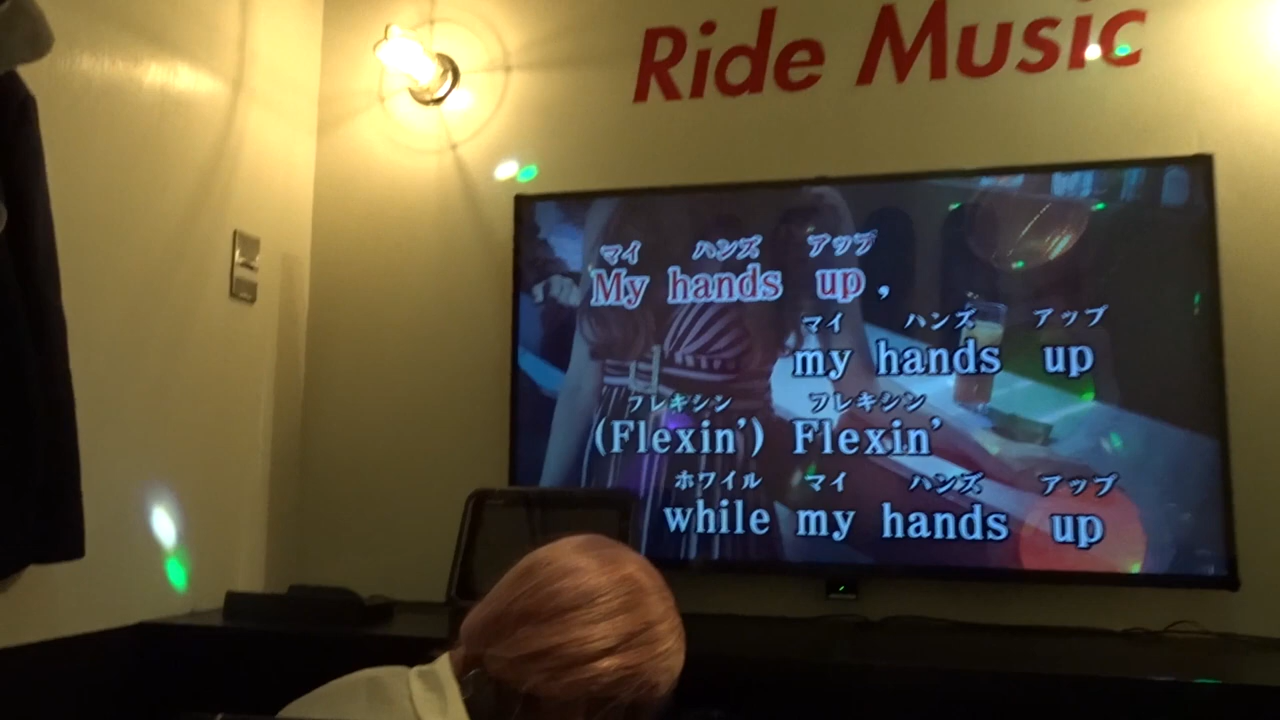 Ride Music
マイ ハンズ アップ
My hands up,
マイ ハンズ アップ
my hands up
フレキシン フレキシン
(Flexin') Flexin'
ホワイル マイ ハンズ アップ
while my hands up